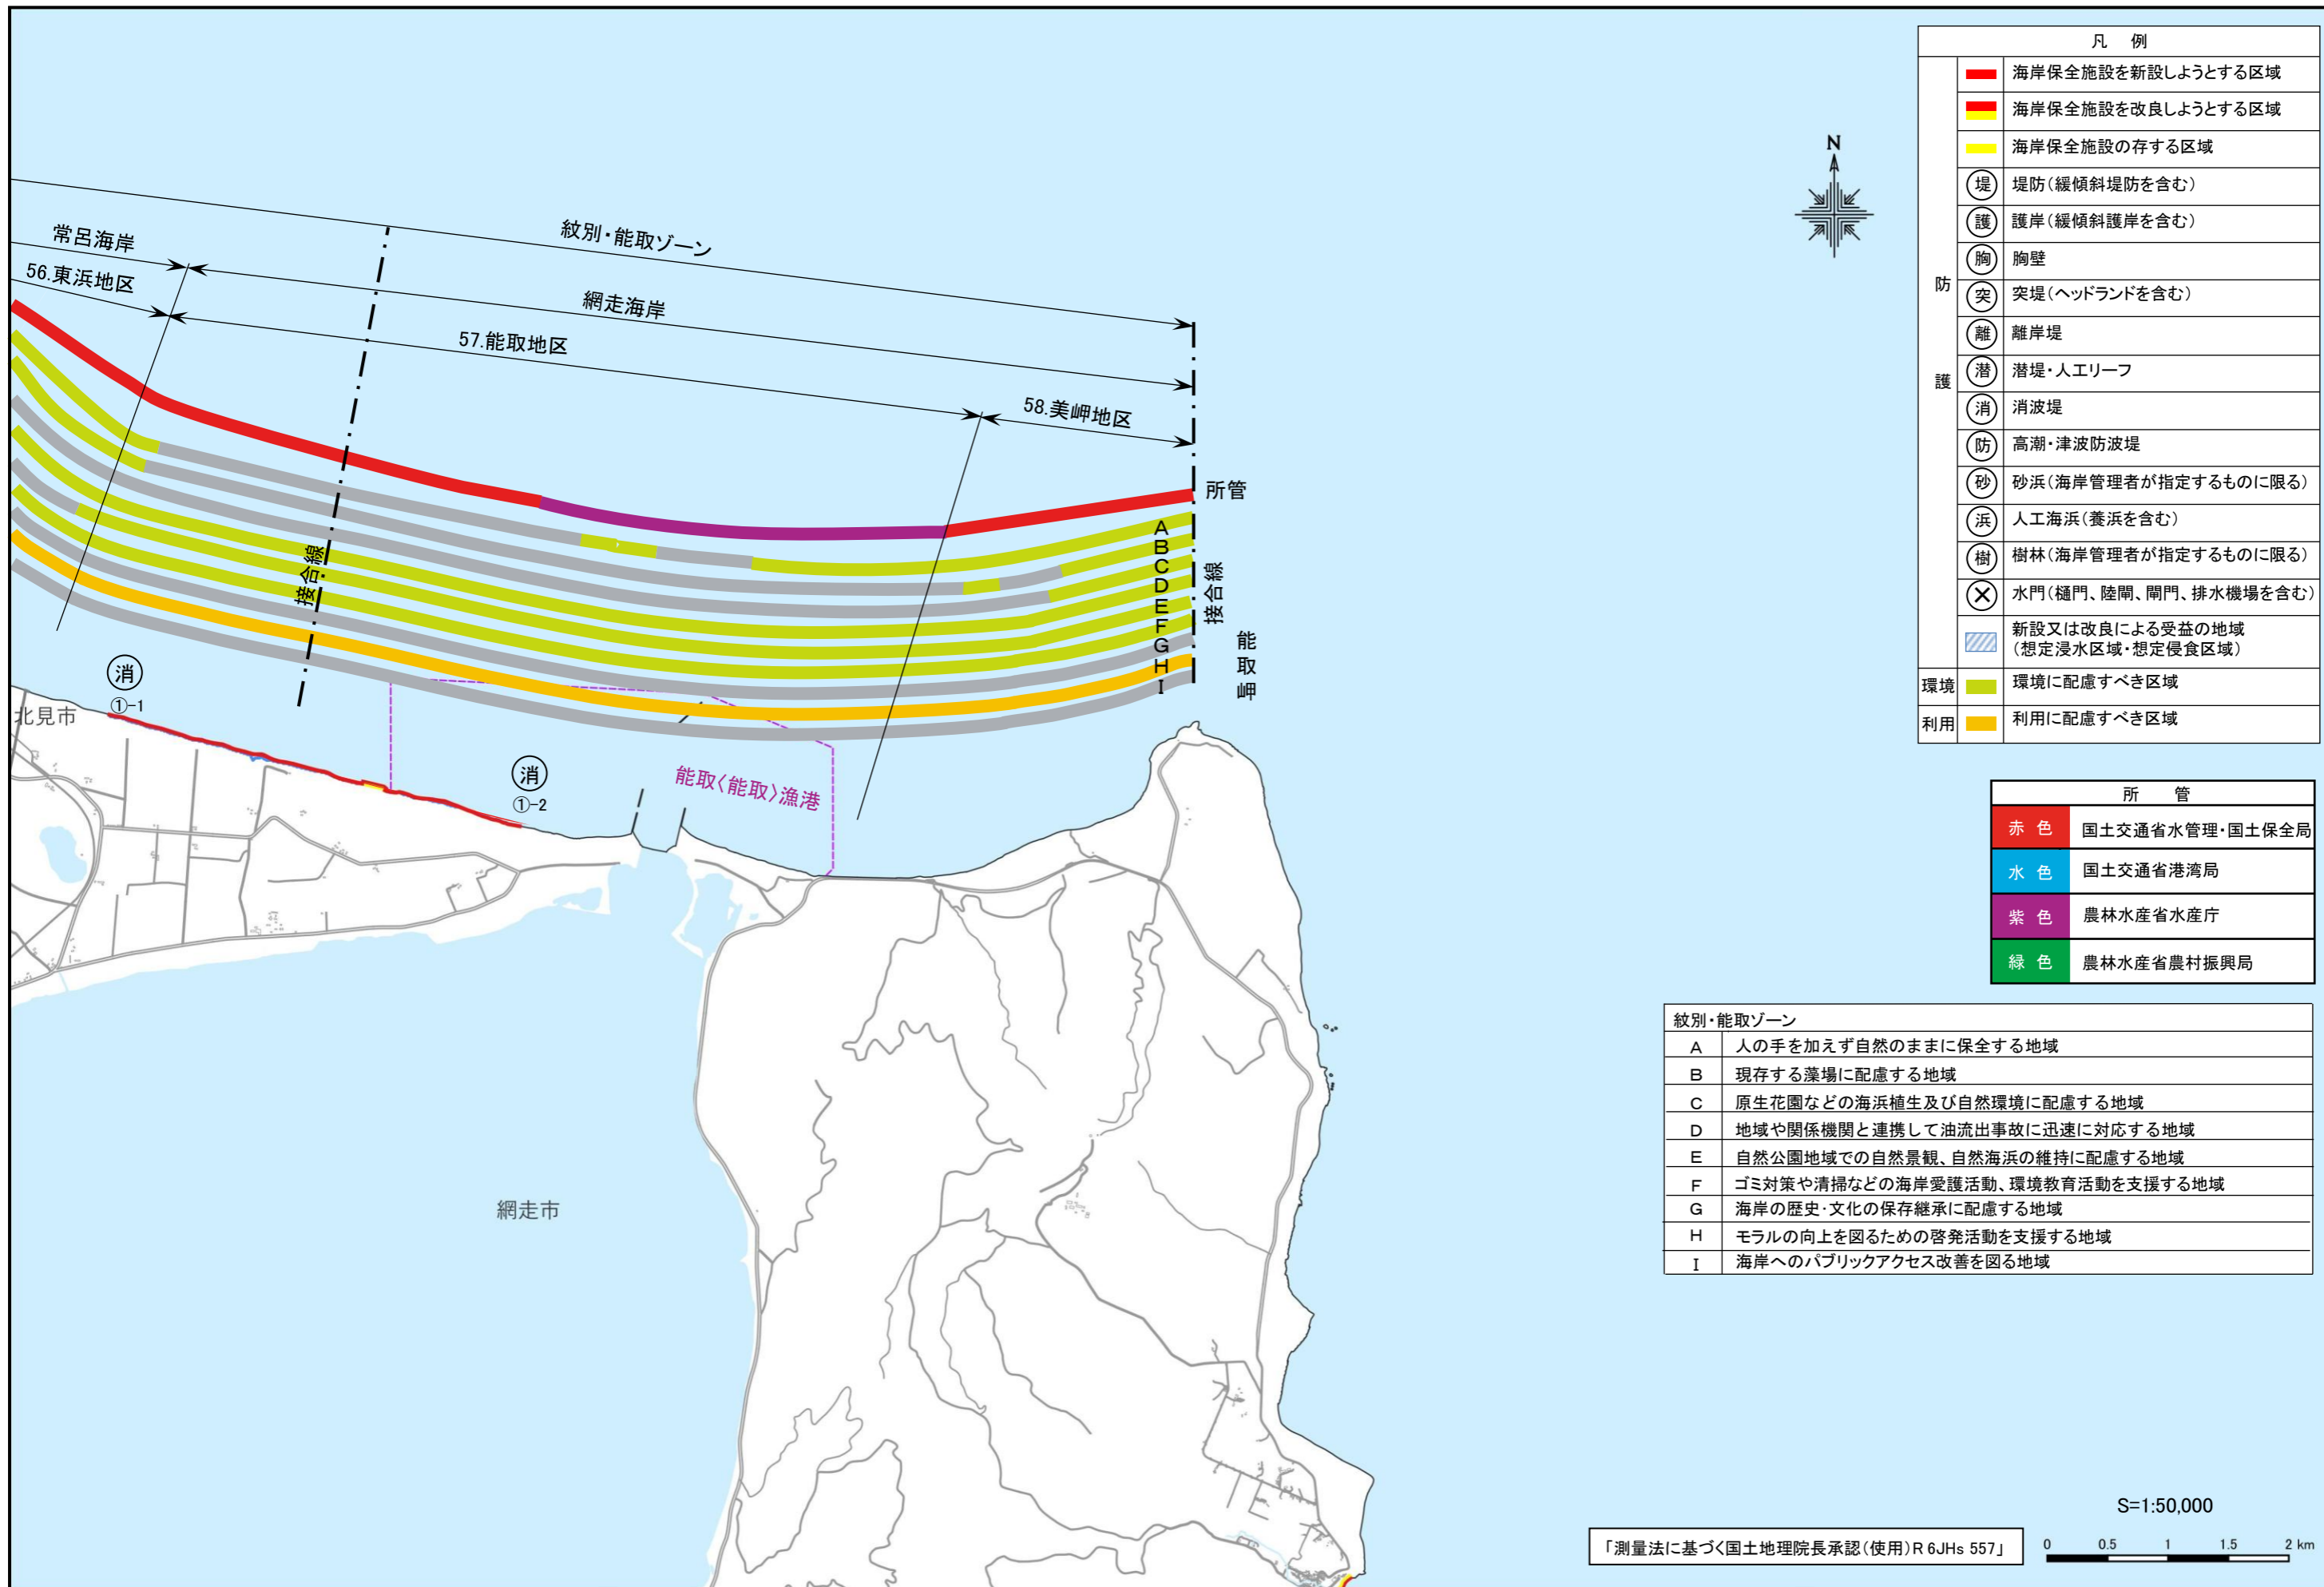 紋別・能取ゾーン
常呂海岸
網走海岸
56.東浜地区
57.能取地区
58.美岬地区
所管
A
B
C
D
E
F
G
H
I
接合線
接合線
能取岬
消
①-1
消
①-2
北見市
能取〈能取〉漁港
網走市
N
凡 例
防護
海岸保全施設を新設しようとする区域
海岸保全施設を改良しようとする区域
海岸保全施設の存する区域
堤 堤防(緩傾斜堤防を含む)
護 護岸(緩傾斜護岸を含む)
胸 胸壁
突 突堤(ヘッドランドを含む)
離 離岸堤
潜 潜堤・人工リーフ
消 消波堤
防 高潮・津波防波堤
砂 砂浜(海岸管理者が指定するものに限る)
浜 人工海浜(養浜を含む)
樹 樹林(海岸管理者が指定するものに限る)
水門(樋門、陸閘、閘門、排水機場を含む)
新設又は改良による受益の地域
(想定浸水区域・想定侵食区域)
環境 環境に配慮すべき区域
利用 利用に配慮すべき区域
所 管
赤 色 国土交通省水管理・国土保全局
水 色 国土交通省港湾局
紫 色 農林水産省水産庁
緑 色 農林水産省農村振興局
紋別・能取ゾーン
A 人の手を加えず自然のままに保全する地域
B 現存する藻場に配慮する地域
C 原生花園などの海浜植生及び自然環境に配慮する地域
D 地域や関係機関と連携して油流出事故に迅速に対応する地域
E 自然公園地域での自然景観、自然海浜の維持に配慮する地域
F ゴミ対策や清掃などの海岸愛護活動、環境教育活動を支援する地域
G 海岸の歴史・文化の保存継承に配慮する地域
H モラルの向上を図るための啓発活動を支援する地域
I 海岸へのパブリックアクセス改善を図る地域
S=1:50,000
「測量法に基づく国土地理院長承認(使用)R 6JHs 557」
0 0.5 1 1.5 2 km